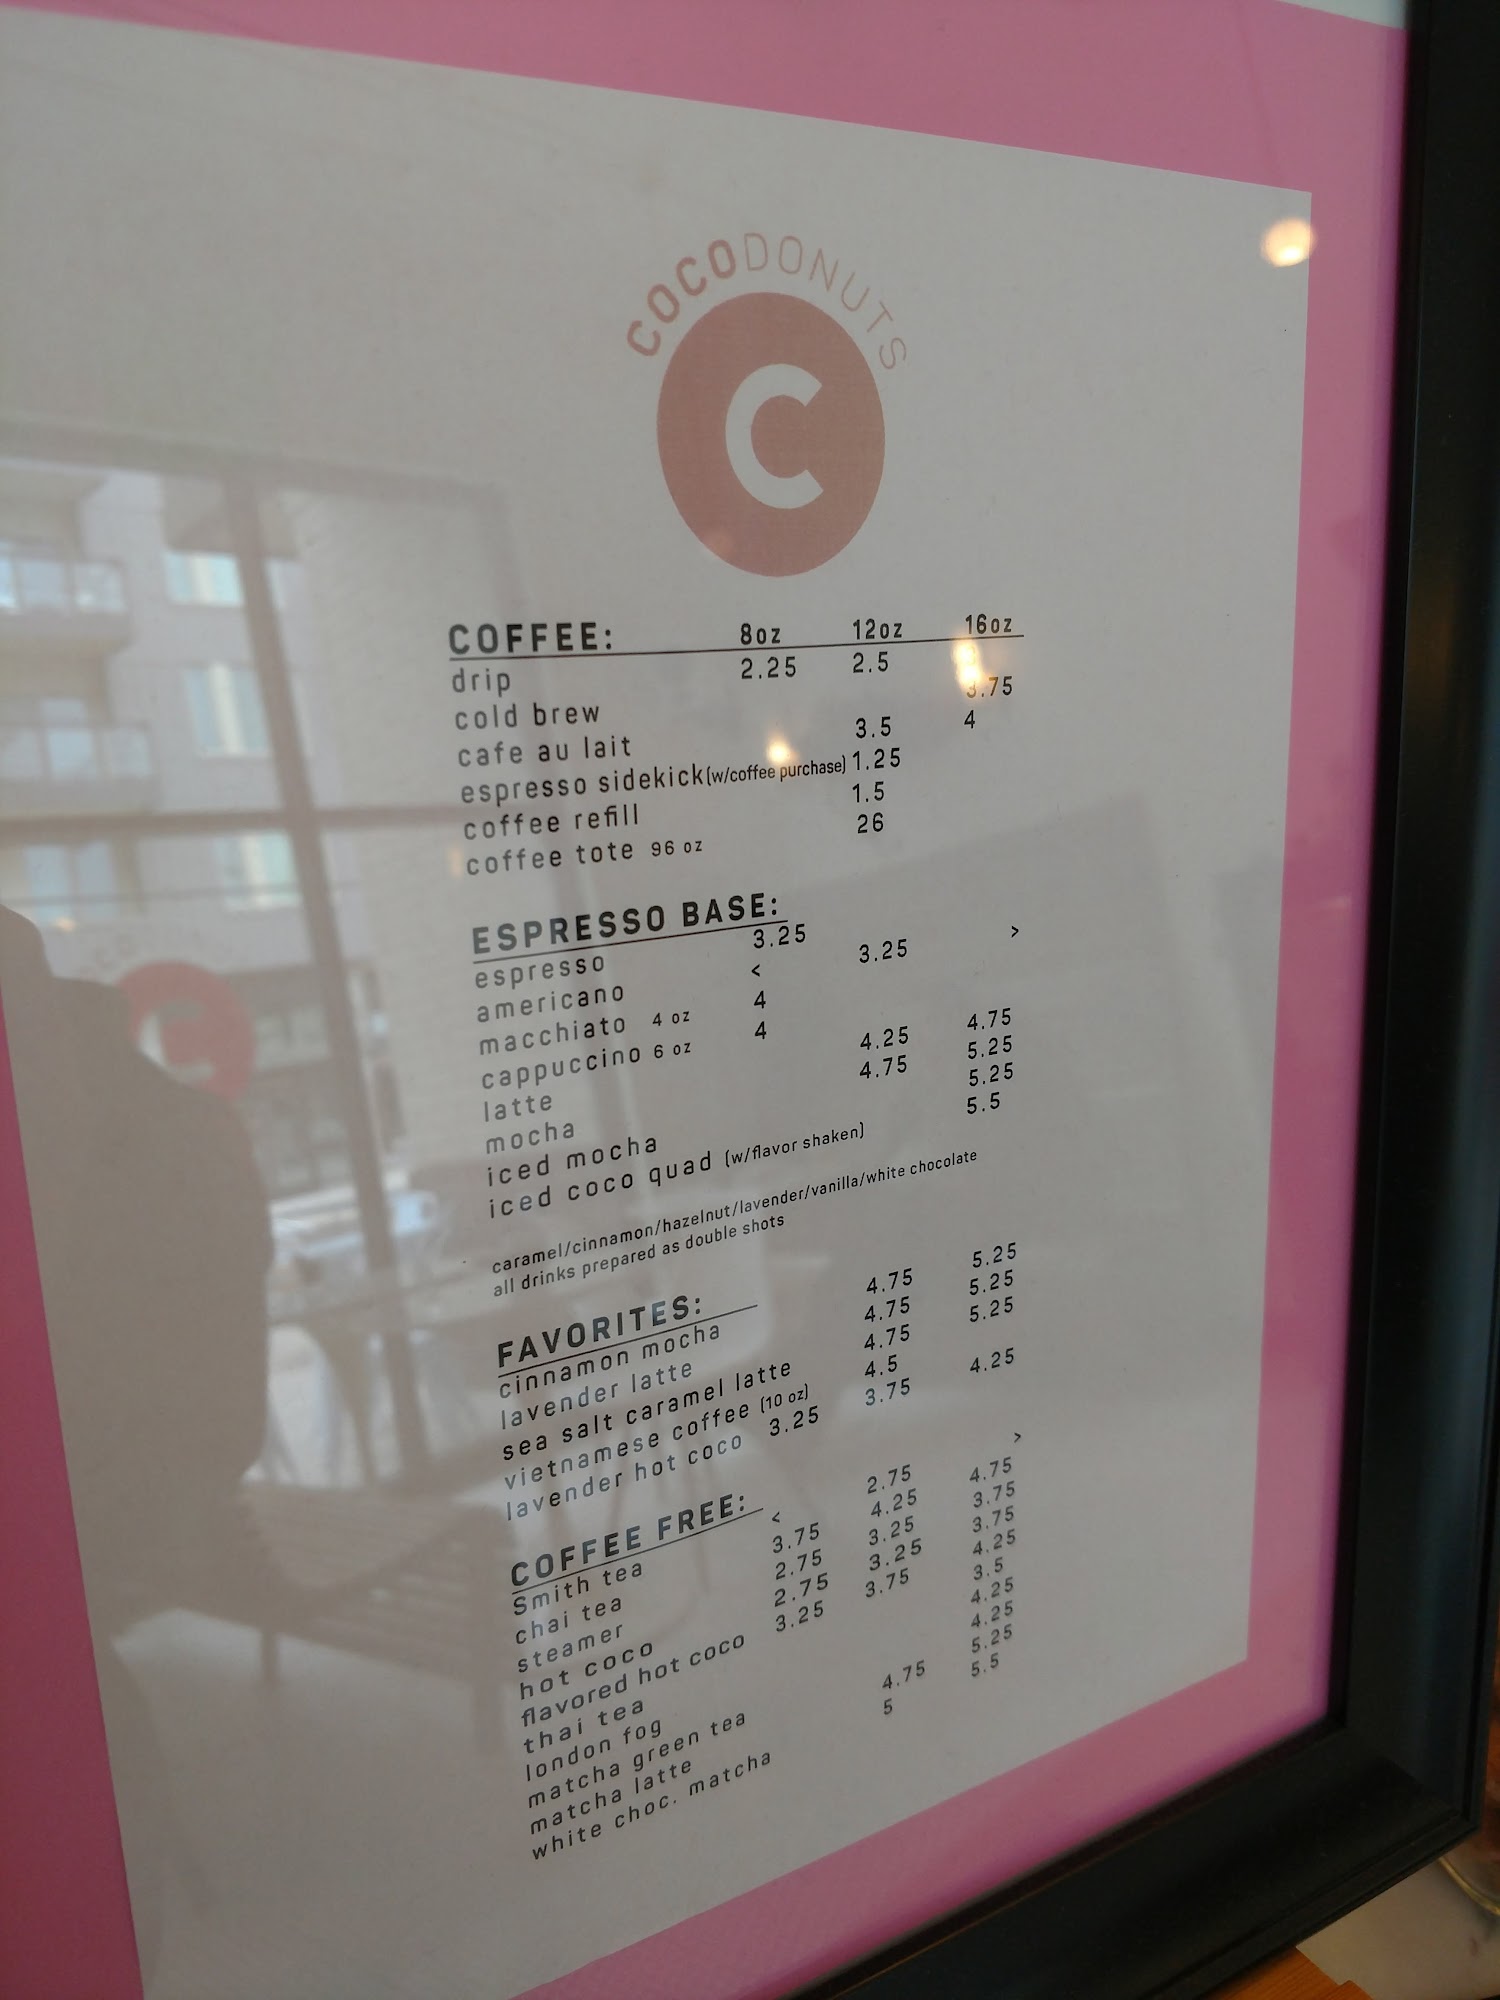 COCODONUTS
C
COFFEE: 8oz 12oz 16oz
drip 2.25 2.5
cold brew 3.75
cafe au lait 3.5 4
espresso sidekick (w/coffee purchase) 1.25
coffee refill 1.5
coffee tote 96 oz 26
ESPRESSO BASE:
espresso 3.25
americano < 3.25 >
macchiato 4 oz 4
cappuccino 6 oz 4
latte 4.25 4.75
mocha 4.75 5.25
iced mocha 5.25
iced coco quad (w/flavor shaken) 5.5
caramel/cinnamon/hazelnut/lavender/vanilla/white chocolate
all drinks prepared as double shots
FAVORITES:
cinnamon mocha 4.75 5.25
lavender latte 4.75 5.25
sea salt caramel latte 4.75 5.25
vietnamese coffee (10 oz) 4.5
lavender hot coco 3.25 3.75 4.25
COFFEE FREE:
Smith tea < 2.75 >
chai tea 3.75 4.25 4.75
steamer 2.75 3.25 3.75
hot coco 2.75 3.25 3.75
flavored hot coco 3.25 3.75 4.25
thai tea 3.5
london fog 4.25
matcha green tea 4.25
matcha latte 4.75 5.25
white choc. matcha 5 5.5